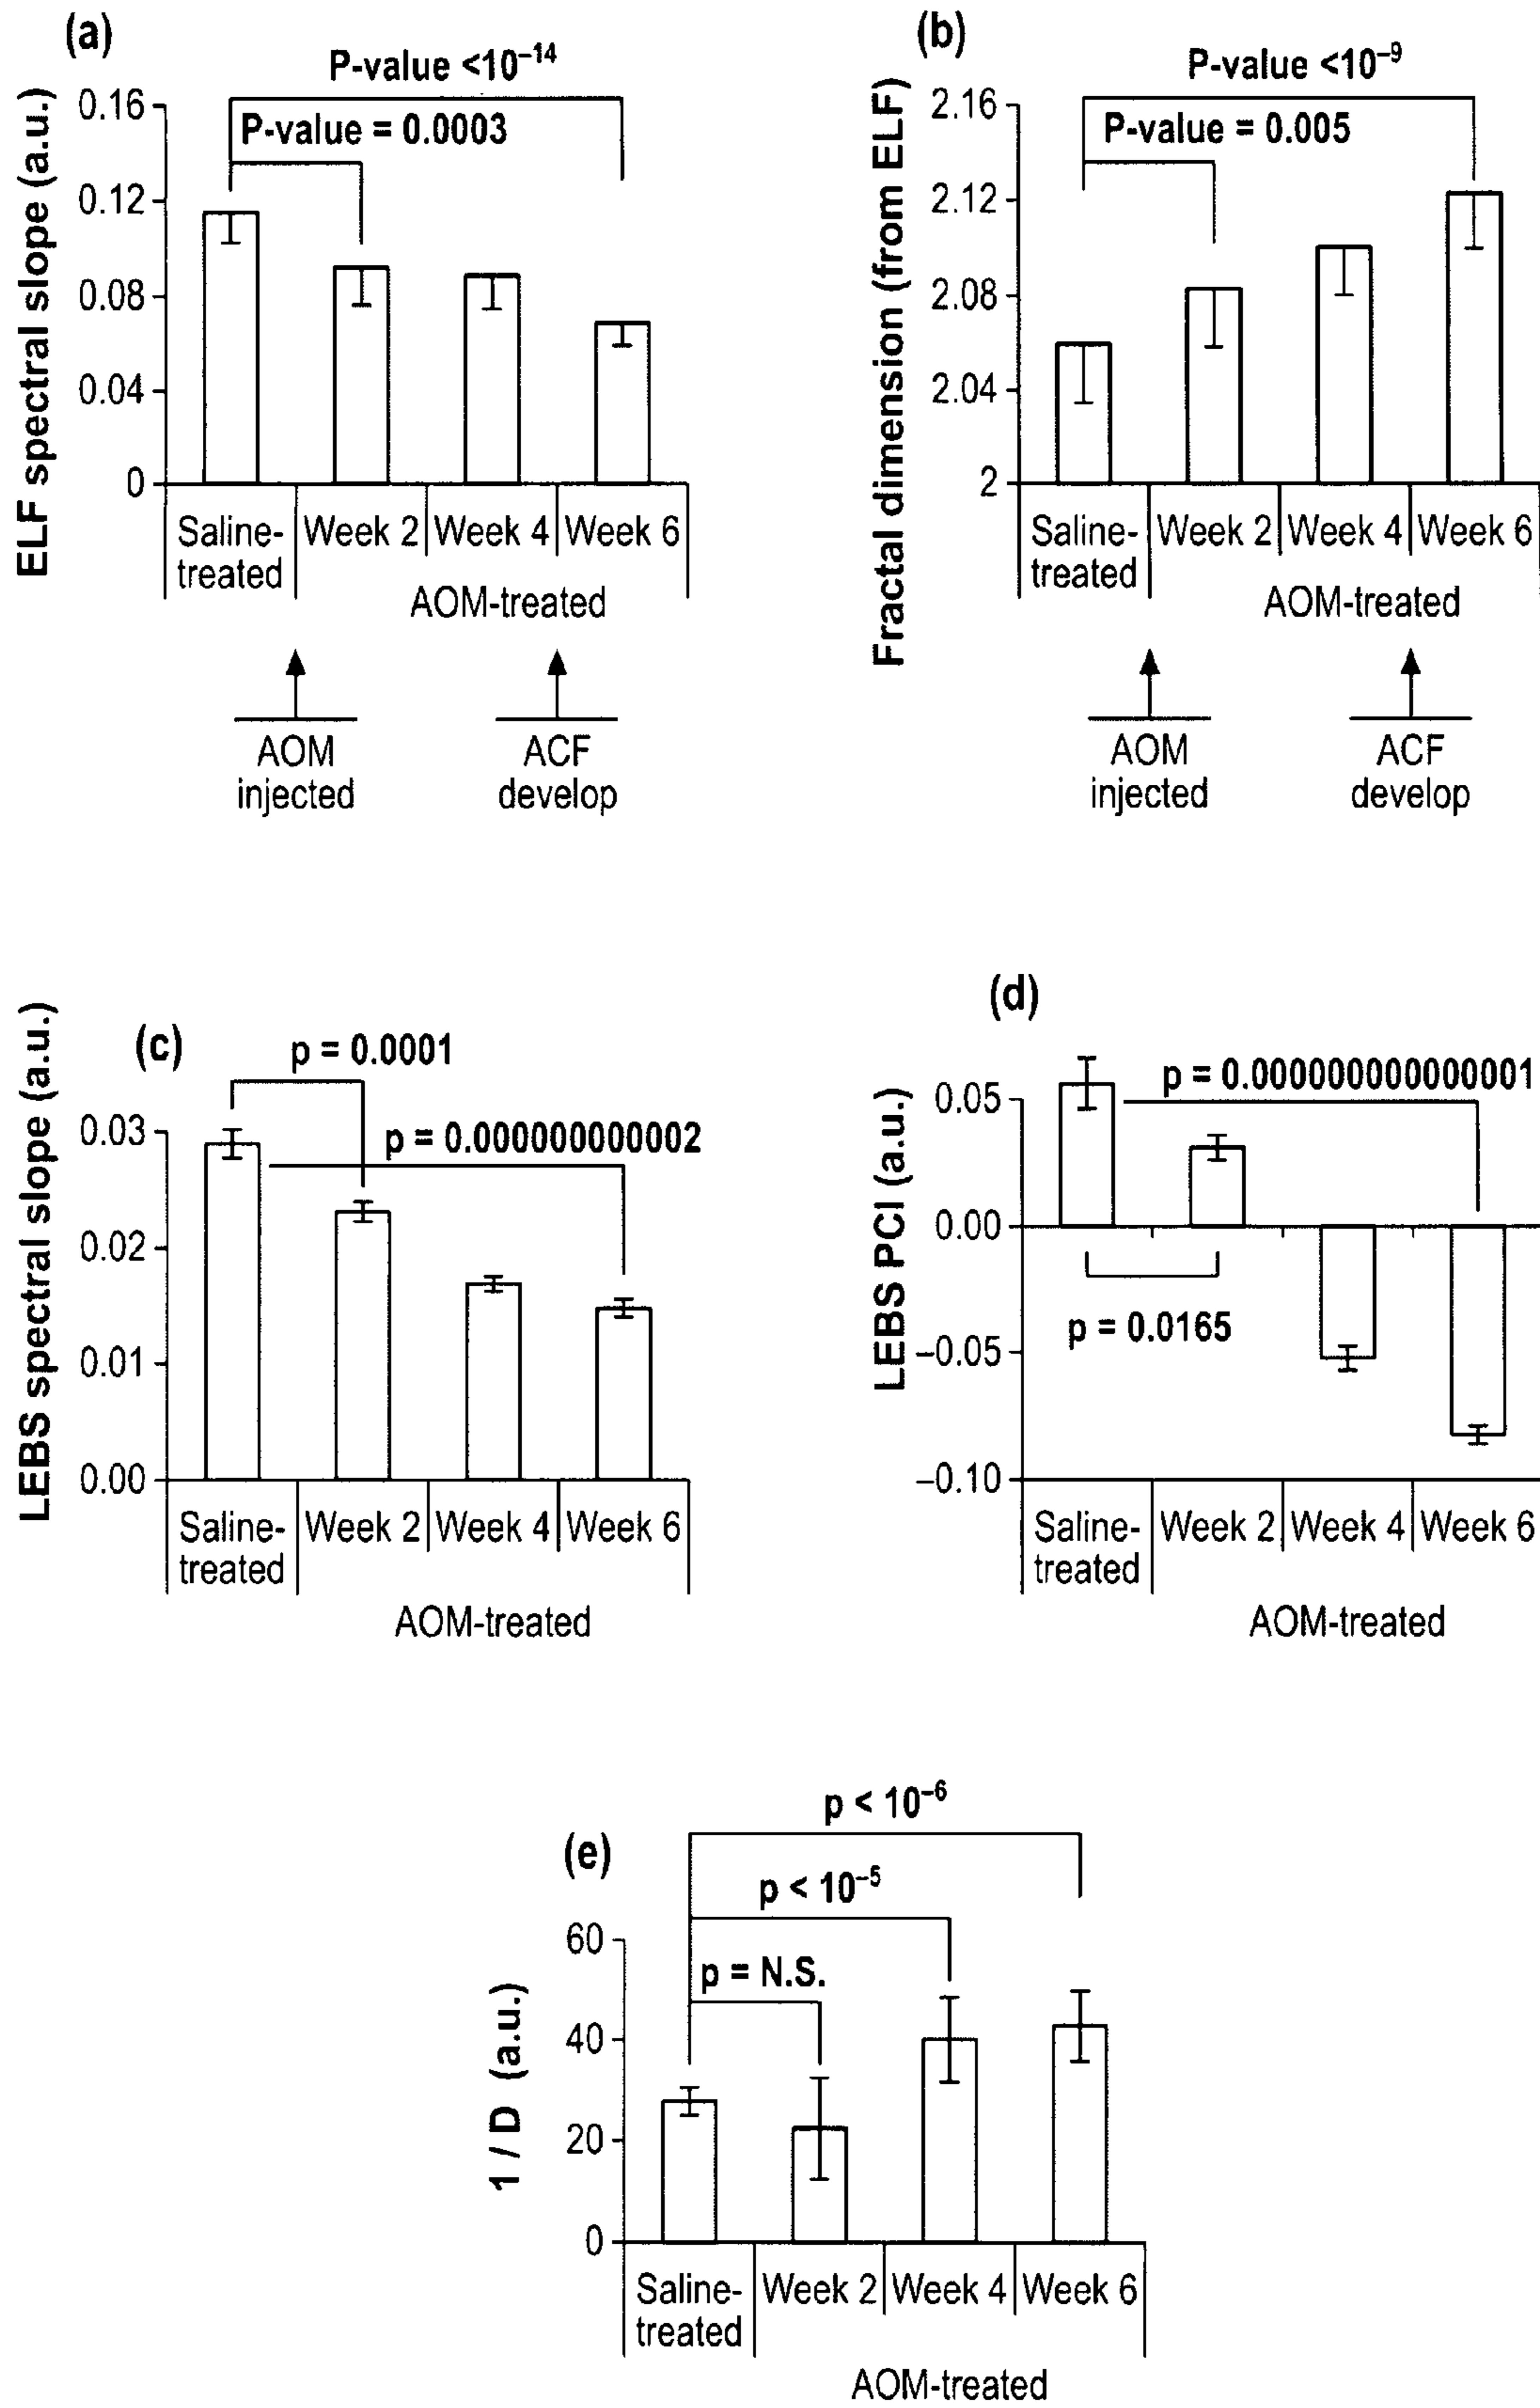 (a)
P-value <10⁻¹⁴
P-value = 0.0003
ELF spectral slope (a.u.)
0.16
0.12
0.08
0.04
0
Saline-treated
Week 2
Week 4
Week 6
AOM-treated
AOM injected
ACF develop
(b)
P-value <10⁻⁹
P-value = 0.005
Fractal dimension (from ELF)
2.16
2.12
2.08
2.04
2
Saline-treated
Week 2
Week 4
Week 6
AOM-treated
AOM injected
ACF develop
(c)
p = 0.0001
p = 0.000000000002
LEBS spectral slope (a.u.)
0.03
0.02
0.01
0.00
Saline-treated
Week 2
Week 4
Week 6
AOM-treated
(d)
p = 0.000000000000001
LEBS PCI (a.u.)
0.05
0.00
p = 0.0165
–0.05
–0.10
Saline-treated
Week 2
Week 4
Week 6
AOM-treated
(e)
p < 10⁻⁶
p < 10⁻⁵
p = N.S.
1 / D (a.u.)
60
40
20
0
Saline-treated
Week 2
Week 4
Week 6
AOM-treated